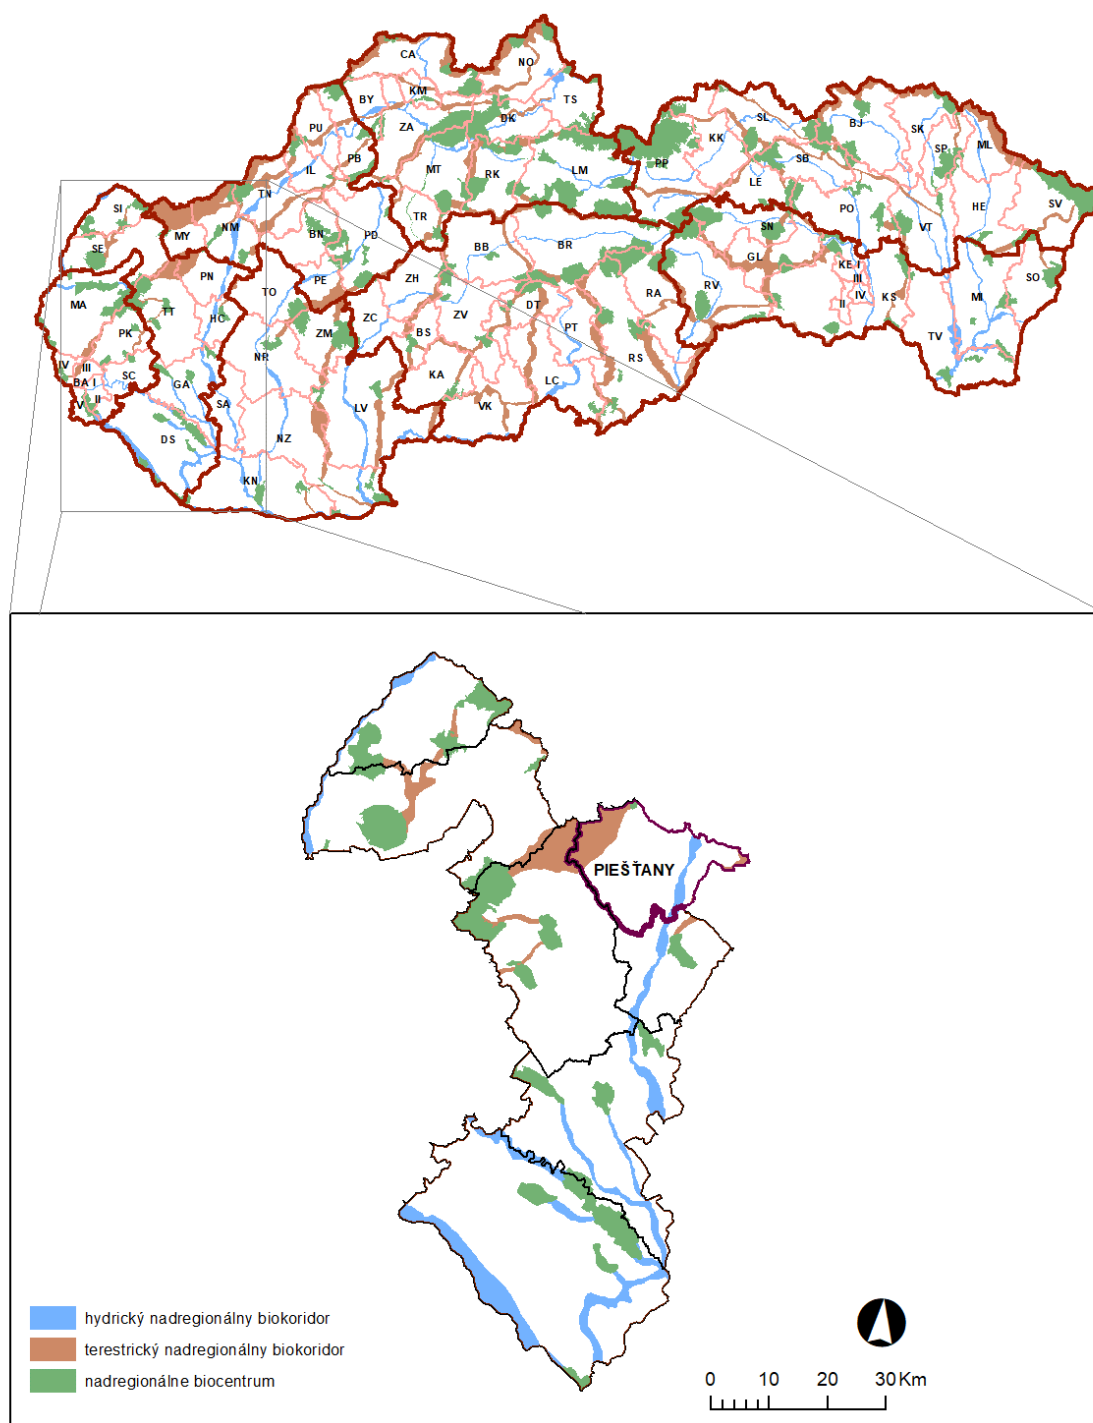 CA
NO
BY
KM
TS
ZA
DK
PU
PB
IL
MT
RK
LM
TN
TR
SI
SE
MY
NM
BN
PD
PE
BB
BR
PP
KK
SL
LE
SB
BJ
SK
SP
ML
PO
VT
HE
SV
SN
GL
KE I
III
IV
II
KS
MI
SO
TV
RV
RA
RS
PT
DT
ZV
ZH
BS
ZC
KA
VK
LC
LV
ZM
TO
NR
PN
HC
TT
MA
PK
IV
III
BA I
II
V
SC
GA
SA
DS
NZ
KN
PIEŠŤANY
hydrický nadregionálny biokoridor
terestrický nadregionálny biokoridor
nadregionálne biocentrum
0 10 20 30 Km